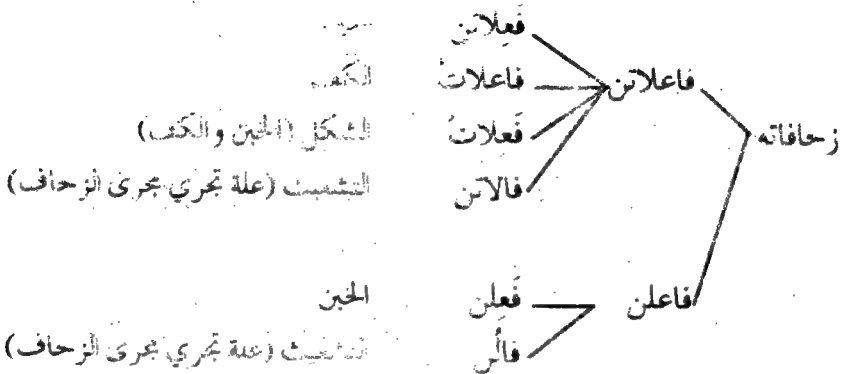 فَعِلاتن
فاعلاتن فاعلاتُ الكف
زحافاته فَعِلاتُ الشكل (الخبن والكف)
فالاتن التشعيث (علة تجري مجرى الزحاف)
فاعلن فَعِلن الخبن
فالُن التشعيث (علة تجري مجرى الزحاف)